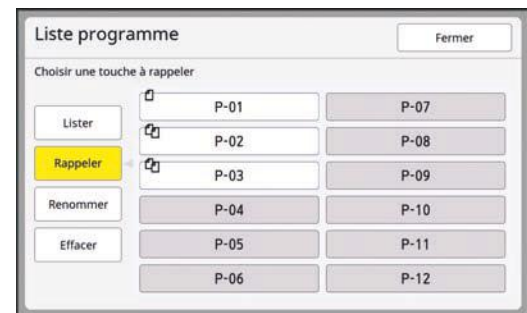 Liste programme
Fermer
Choisir une touche à rappeler
Lister
Rappeler
Renommer
Effacer
P-01
P-02
P-03
P-04
P-05
P-06
P-07
P-08
P-09
P-10
P-11
P-12